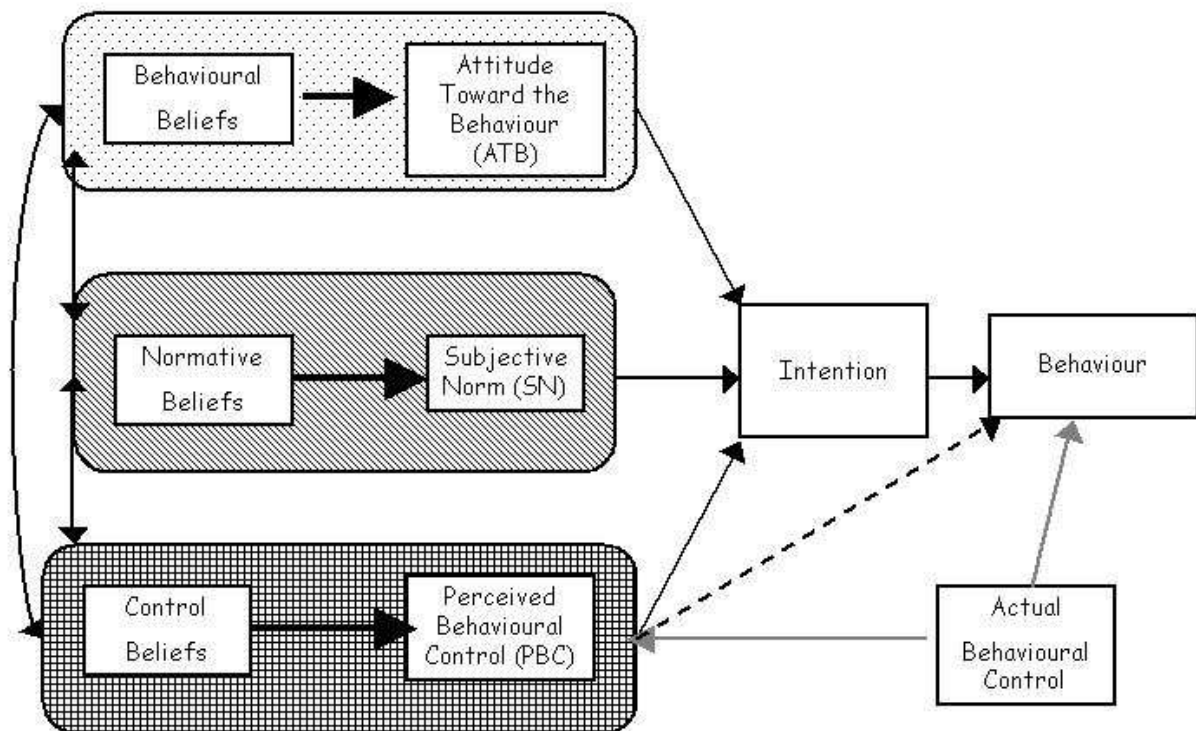 Behavioural
Beliefs
Attitude
Toward the
Behaviour
(ATB)
Normative
Beliefs
Subjective
Norm (SN)
Intention
Behaviour
Control
Beliefs
Perceived
Behavioural
Control (PBC)
Actual
Behavioural
Control